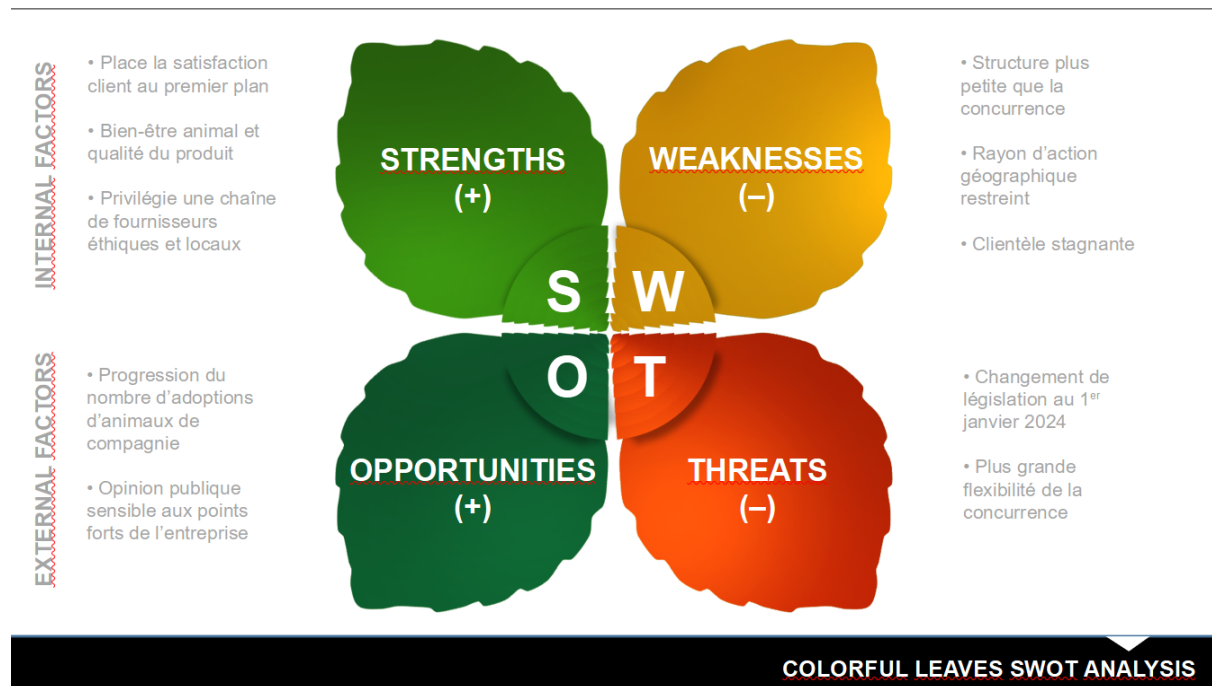 INTERNAL FACTORS
• Place la satisfaction
client au premier plan
• Bien-être animal et
qualité du produit
• Privilégie une chaîne
de fournisseurs
éthiques et locaux
STRENGTHS
(+)
WEAKNESSES
(–)
• Structure plus
petite que la
concurrence
• Rayon d’action
géographique
restreint
• Clientèle stagnante
S W
O T
EXTERNAL FACTORS
• Progression du
nombre d’adoptions
d’animaux de
compagnie
• Opinion publique
sensible aux points
forts de l’entreprise
OPPORTUNITIES
(+)
THREATS
(–)
• Changement de
législation au 1er
janvier 2024
• Plus grande
flexibilité de la
concurrence
COLORFUL LEAVES SWOT ANALYSIS